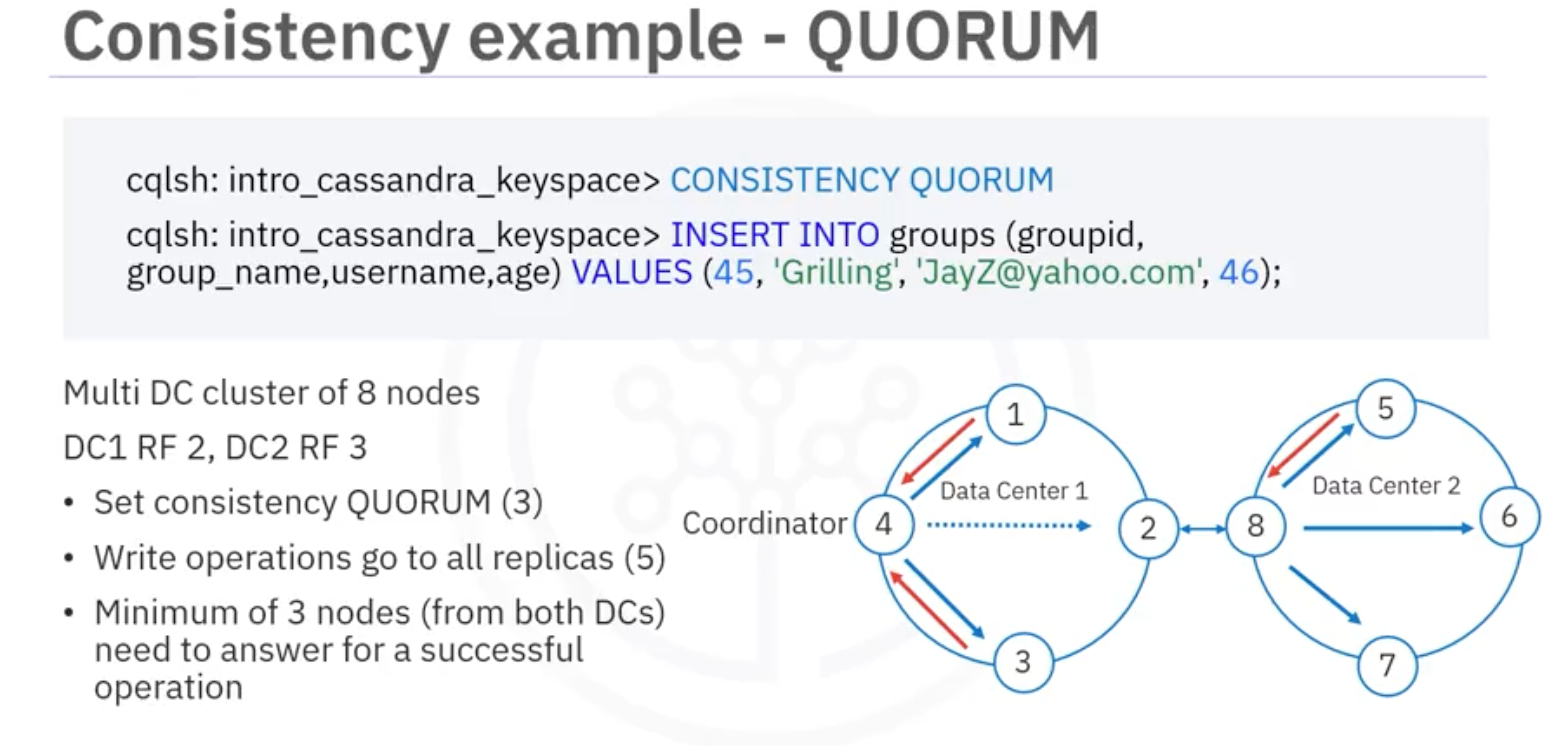 Consistency example - QUORUM
cqlsh: intro_cassandra_keyspace> CONSISTENCY QUORUM
cqlsh: intro_cassandra_keyspace> INSERT INTO groups (groupid,
group_name,username,age) VALUES (45, 'Grilling', 'JayZ@yahoo.com', 46);
Multi DC cluster of 8 nodes
DC1 RF 2, DC2 RF 3
• Set consistency QUORUM (3)
• Write operations go to all replicas (5)
• Minimum of 3 nodes (from both DCs)
need to answer for a successful
operation
1
Data Center 1
Coordinator
4
2
3
5
Data Center 2
8
6
7